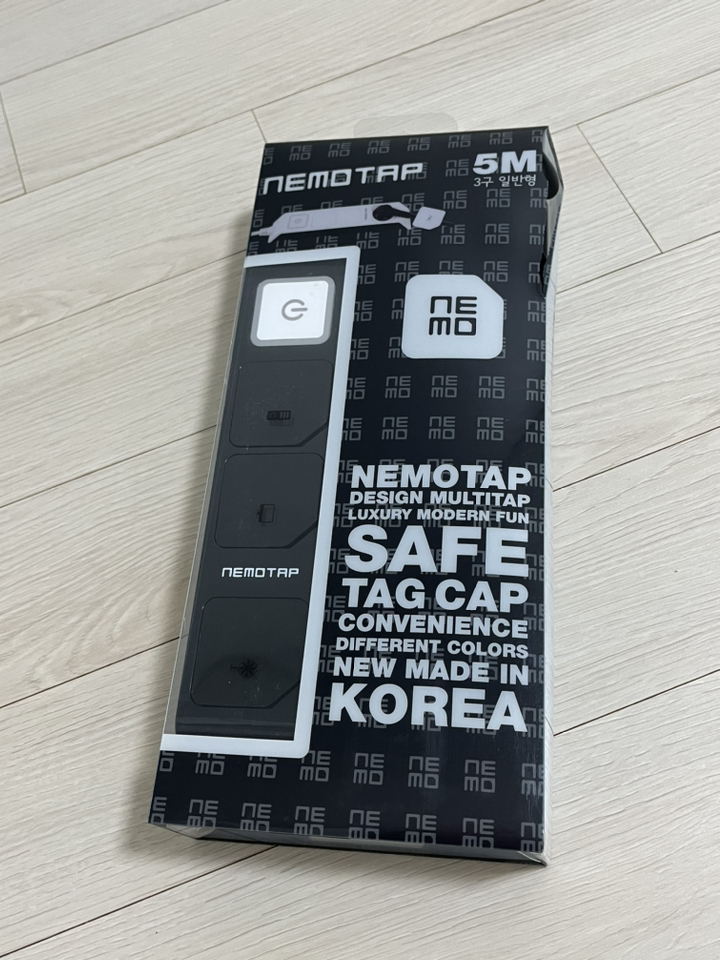 NEMOTAP
5M
3구 일반형
NE
MO
NEMOTAP
NEMOTAP
DESIGN MULTITAP
LUXURY MODERN FUN
SAFE
TAG CAP
CONVENIENCE
DIFFERENT COLORS
NEW MADE IN
KOREA